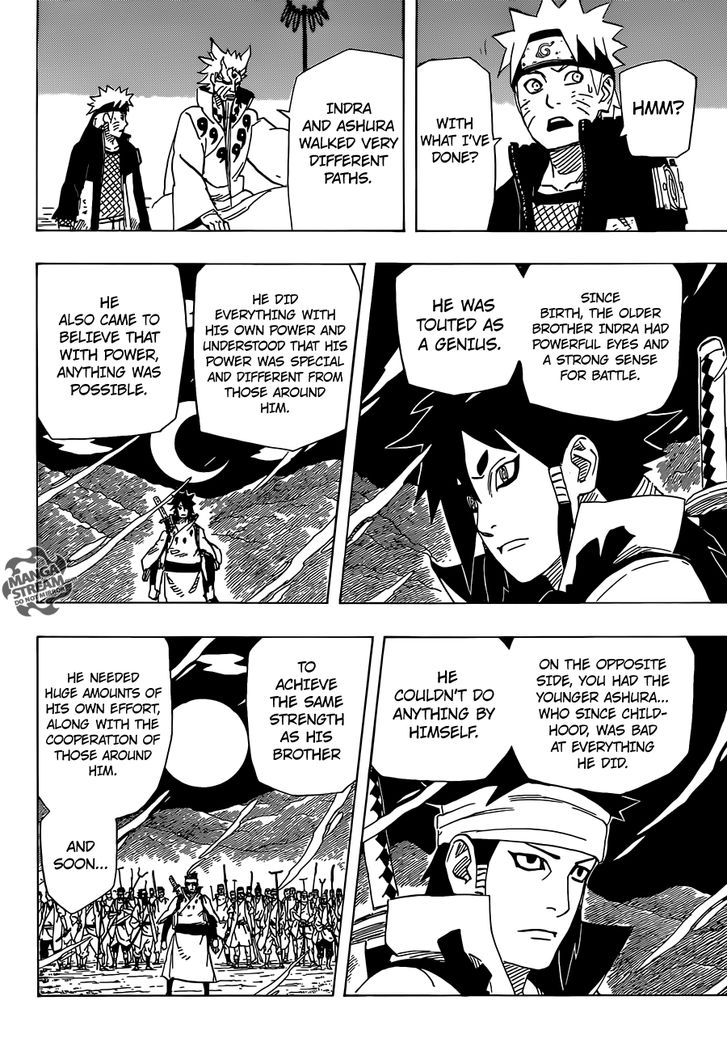 HMM?
WITH
WHAT I'VE
DONE?
INDRA
AND ASHURA
WALKED VERY
DIFFERENT
PATHS.
SINCE
BIRTH, THE OLDER
BROTHER INDRA HAD
POWERFUL EYES AND
A STRONG SENSE
FOR BATTLE.
HE WAS
TOUTED AS
A GENIUS.
HE DID
EVERYTHING WITH
HIS OWN POWER AND
UNDERSTOOD THAT HIS
POWER WAS SPECIAL
AND DIFFERENT FROM
THOSE AROUND
HIM.
HE
ALSO CAME TO
BELIEVE THAT
WITH POWER,
ANYTHING WAS
POSSIBLE.
MANGA
STREAM
DO NOT MIRROR
ON THE OPPOSITE
SIDE, YOU HAD THE
YOUNGER ASHURA...
WHO SINCE CHILD-
HOOD, WAS BAD
AT EVERYTHING
HE DID.
HE
COULDN'T DO
ANYTHING BY
HIMSELF.
TO
ACHIEVE
THE SAME
STRENGTH
AS HIS
BROTHER
HE NEEDED
HUGE AMOUNTS OF
HIS OWN EFFORT,
ALONG WITH THE
COOPERATION OF
THOSE AROUND
HIM.
AND
SOON...